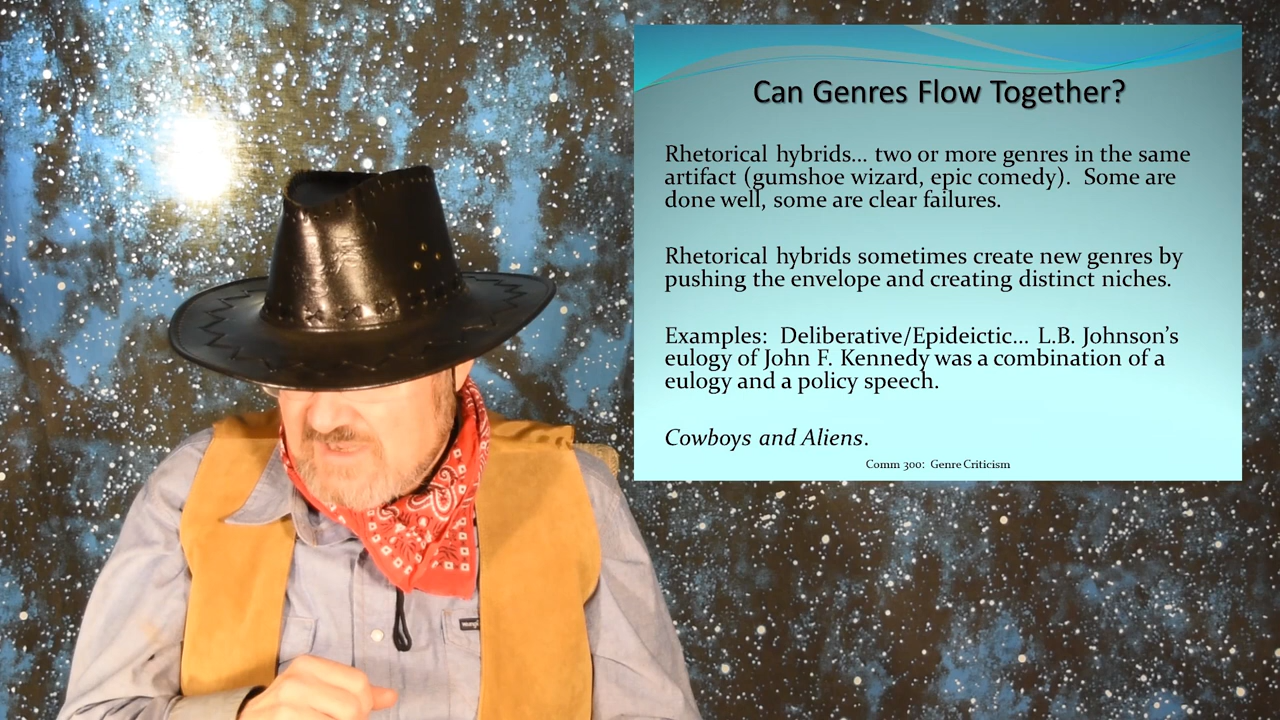 Can Genres Flow Together?
Rhetorical hybrids... two or more genres in the same
artifact (gumshoe wizard, epic comedy).  Some are
done well, some are clear failures.
Rhetorical hybrids sometimes create new genres by
pushing the envelope and creating distinct niches.
Examples:  Deliberative/Epideictic... L.B. Johnson's
eulogy of John F. Kennedy was a combination of a
eulogy and a policy speech.
Cowboys and Aliens.
Comm 300:  Genre Criticism